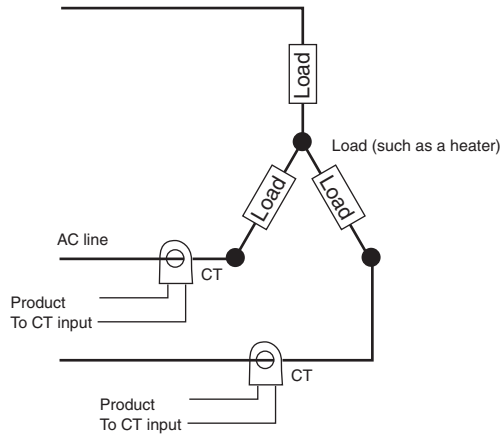 Load
Load (such as a heater)
Load
Load
AC line
CT
Product
To CT input
CT
Product
To CT input